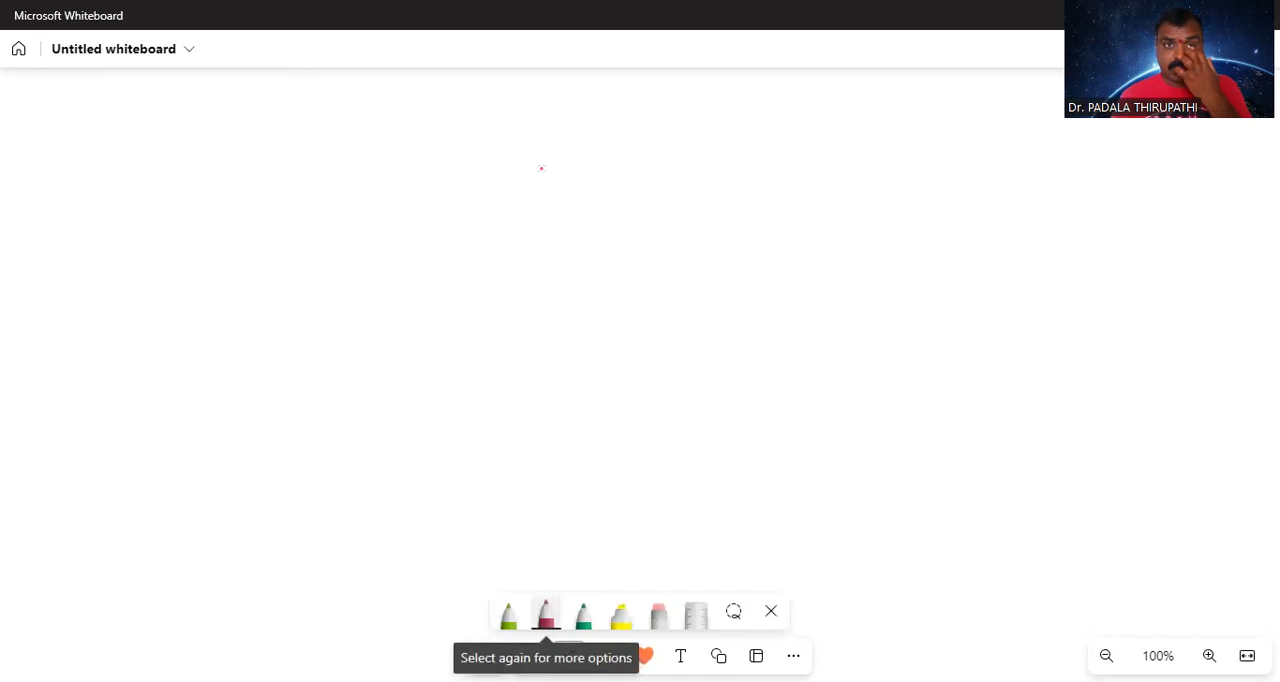 Microsoft Whiteboard
Untitled whiteboard
Dr. PADALA THIRUPATHI
Select again for more options
T
100%